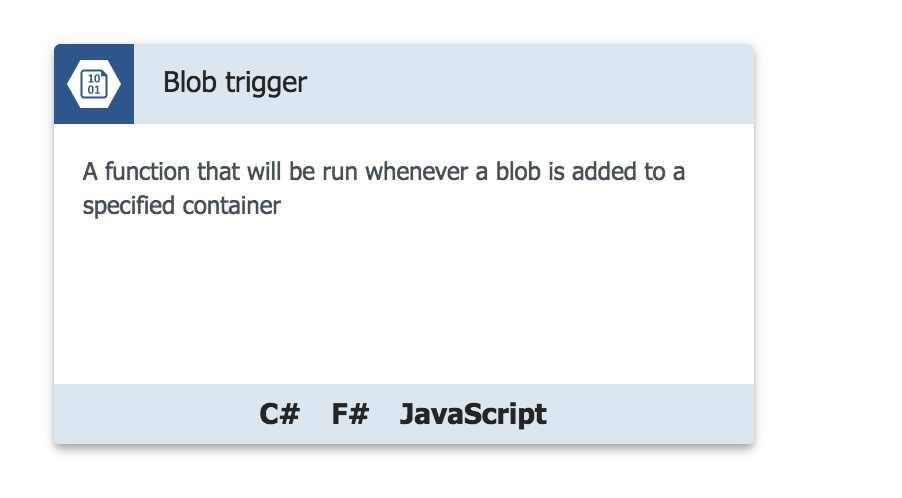 10
01
Blob trigger
A function that will be run whenever a blob is added to a
specified container
C# F# JavaScript